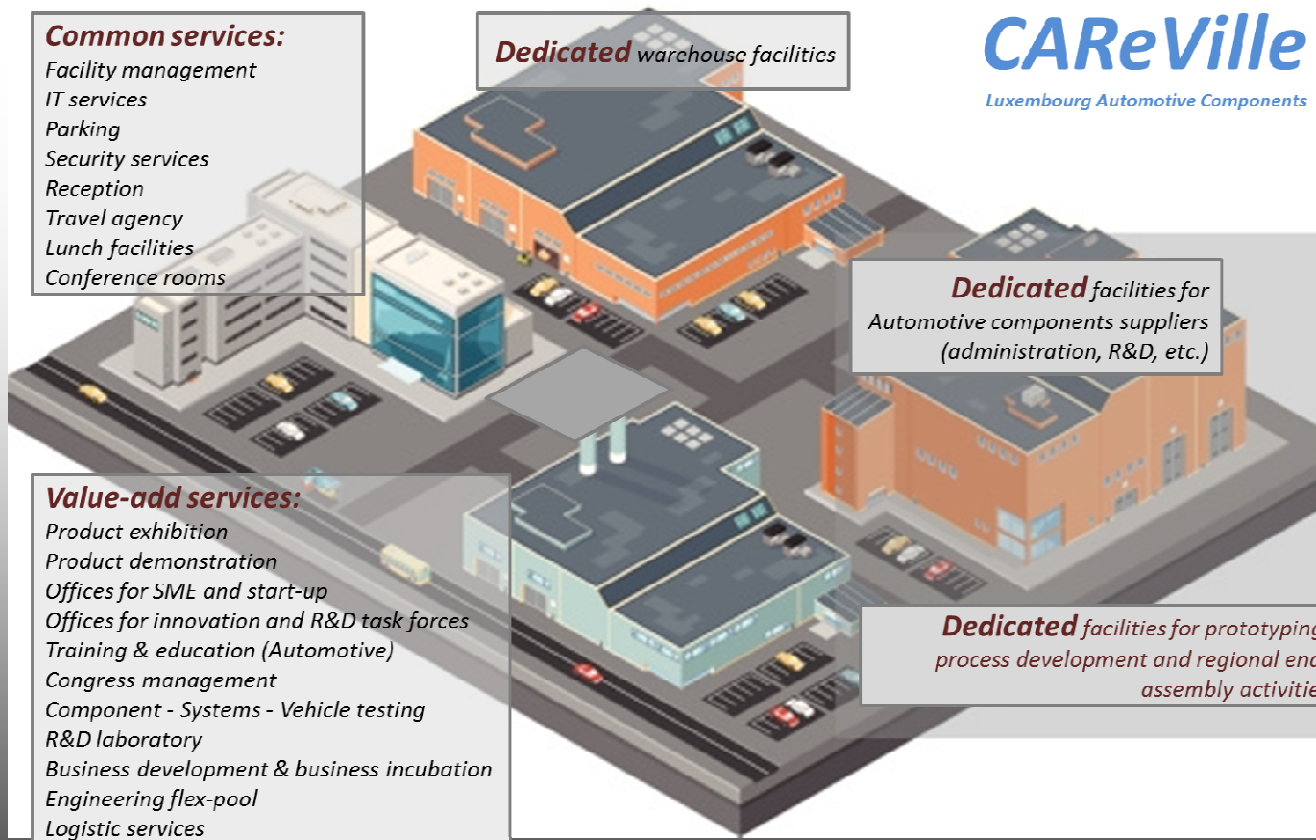 Common services:
Facility management
IT services
Parking
Security services
Reception
Travel agency
Lunch facilities
Conference rooms
Dedicated warehouse facilities
CAReVille
Luxembourg Automotive Components
Dedicated facilities for
Automotive components suppliers
(administration, R&D, etc.)
Value-add services:
Product exhibition
Product demonstration
Offices for SME and start-up
Offices for innovation and R&D task forces
Training & education (Automotive)
Congress management
Component - Systems - Vehicle testing
R&D laboratory
Business development & business incubation
Engineering flex-pool
Logistic services
Dedicated facilities for prototyping
process development and regional end
assembly activitie